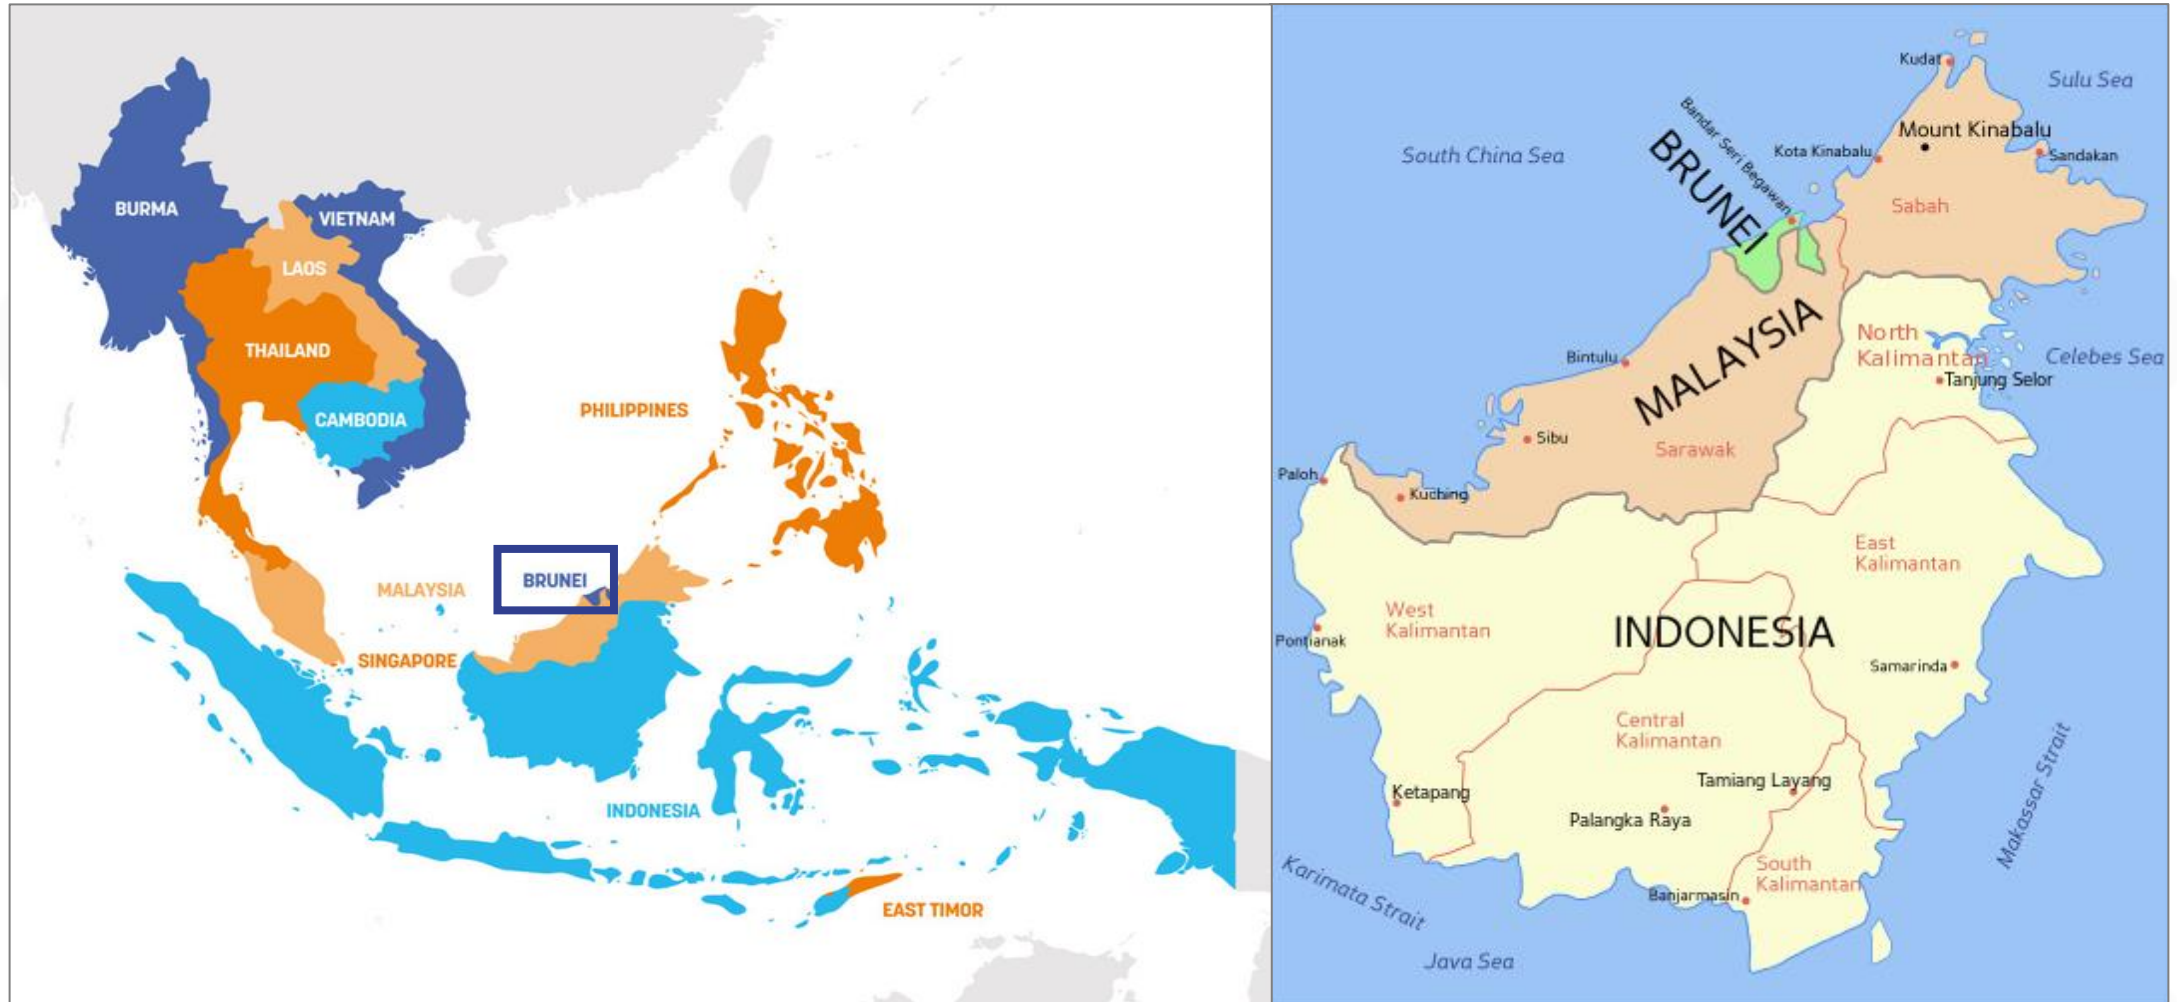 BURMA
VIETNAM
LAOS
THAILAND
CAMBODIA
PHILIPPINES
BRUNEI
MALAYSIA
SINGAPORE
INDONESIA
EAST TIMOR
Kudat
Sulu Sea
Mount Kinabalu
South China Sea
Bandar Seri Begawan
BRUNEI
Kota Kinabalu
Sandakan
Sabah
MALAYSIA
North
Kalimantan
Bintulu
Celebes Sea
Tanjung Selor
Sibu
Sarawak
Paloh
Kuching
East
Kalimantan
West
Kalimantan
INDONESIA
Pontianak
Samarinda
Central
Kalimantan
Ketapang
Tamiang Layang
Palangka Raya
Makassar Strait
South
Kalimantan
Karimata Strait
Banjarmasin
Java Sea